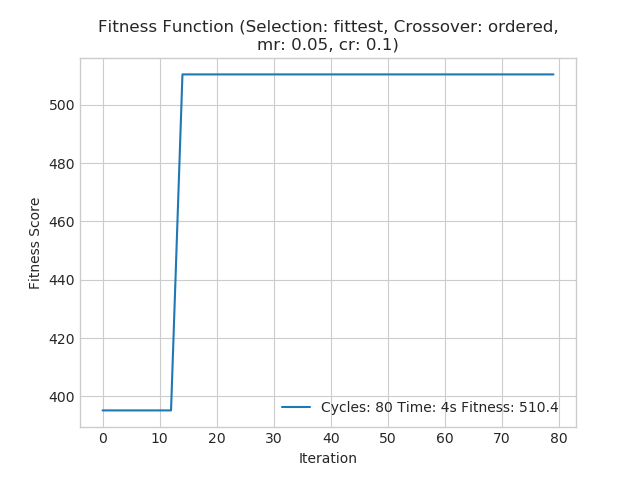 Fitness Function (Selection: fittest, Crossover: ordered,
mr: 0.05, cr: 0.1)
Fitness Score
500
480
460
440
420
400
Cycles: 80 Time: 4s Fitness: 510.4
0 10 20 30 40 50 60 70 80
Iteration